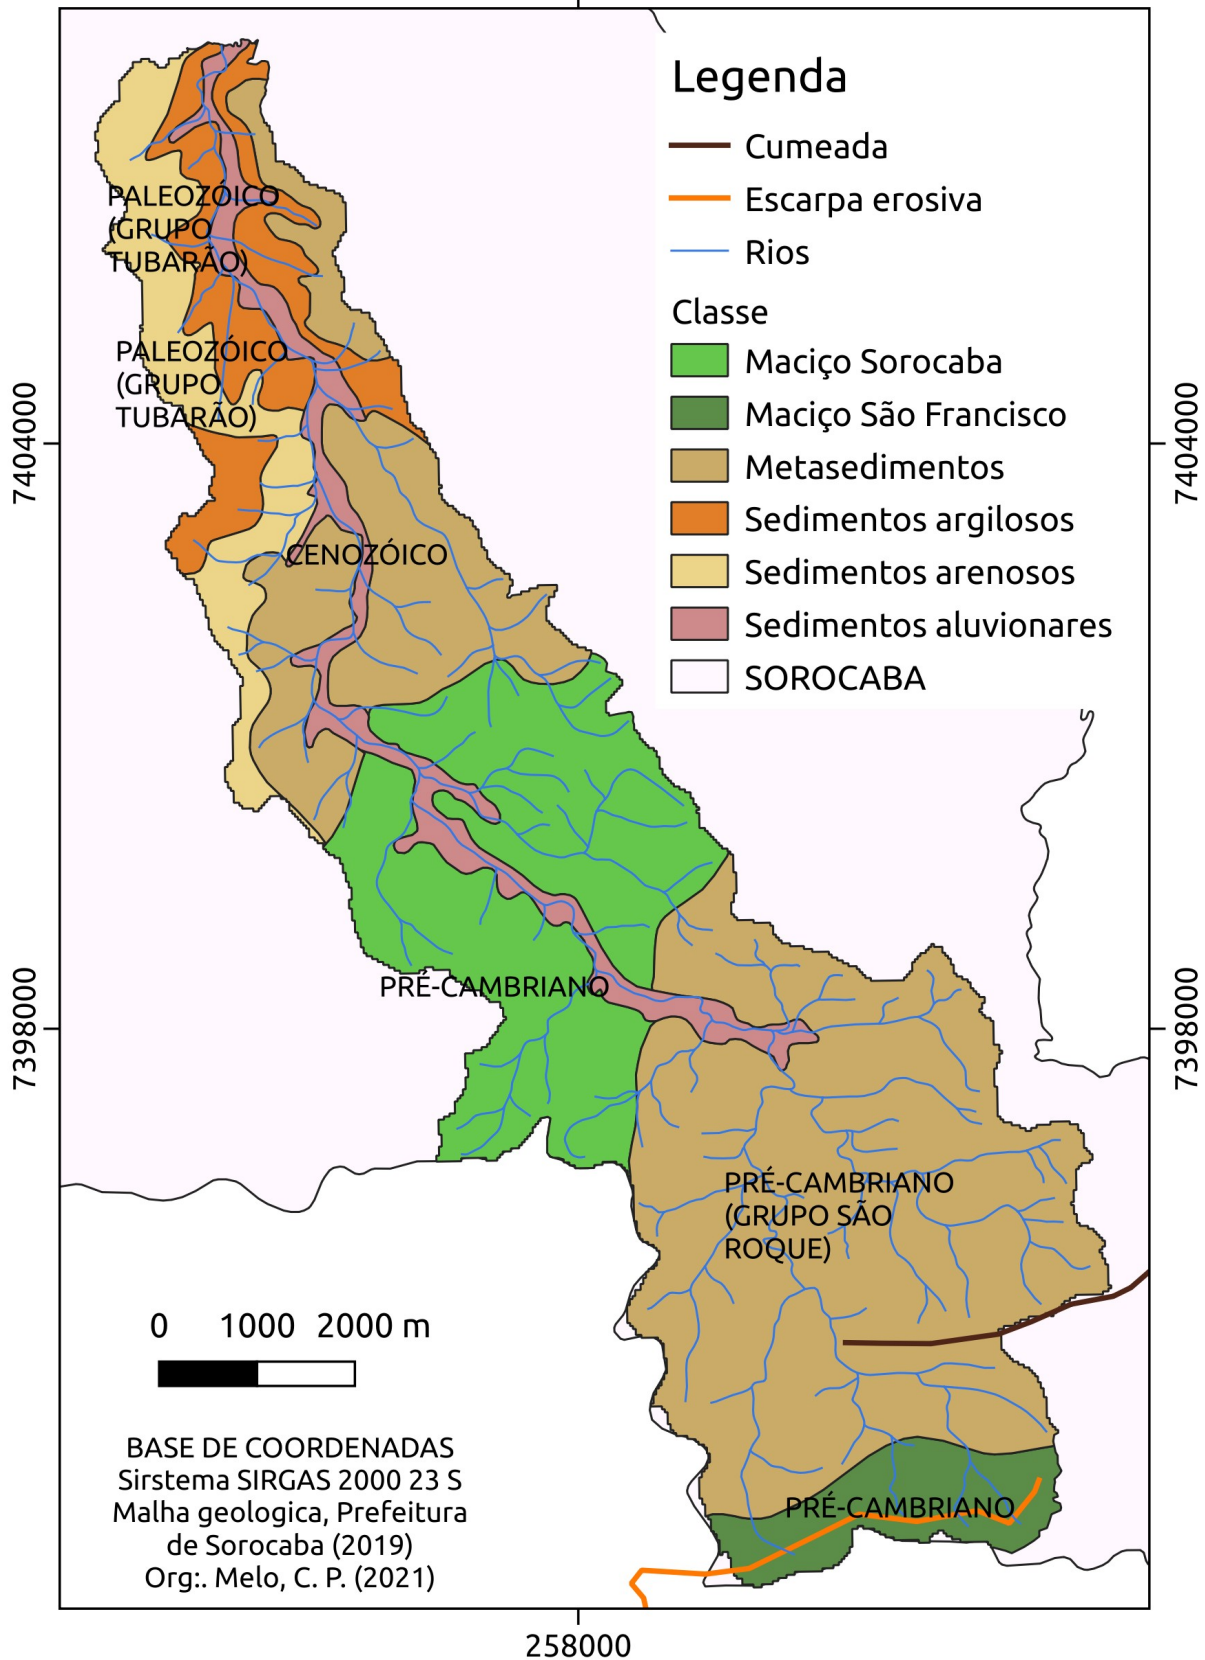 Legenda
Cumeada
Escarpa erosiva
Rios
Classe
Maciço Sorocaba
Maciço São Francisco
Metasedimentos
Sedimentos argilosos
Sedimentos arenosos
Sedimentos aluvionares
SOROCABA
PALEOZÓICO
(GRUPO
TUBARÃO)
PALEOZÓICO
(GRUPO
TUBARÃO)
7404000
7404000
CENOZÓICO
PRÉ-CAMBRIANO
7398000
7398000
PRÉ-CAMBRIANO
(GRUPO SÃO
ROQUE)
0 1000 2000 m
BASE DE COORDENADAS
Sirstema SIRGAS 2000 23 S
Malha geologica, Prefeitura
de Sorocaba (2019)
Org:. Melo, C. P. (2021)
PRÉ-CAMBRIANO
258000